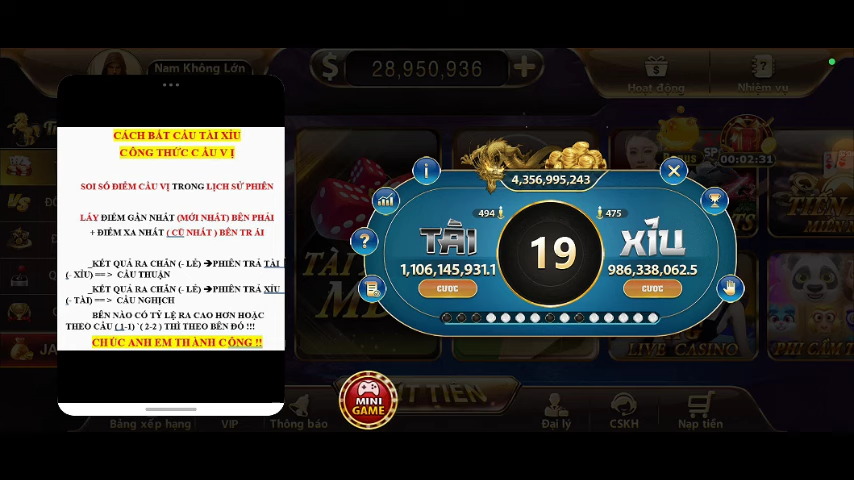 Nam Không Lớn
$ 28,950,936 +
Hoạt động
Nhiệm vụ
CÁCH BẮT CẦU TÀI XỈU
CÔNG THỨC CẦU VỊ
SOI SỐ ĐIỂM CẦU VỊ TRONG LỊCH SỬ PHIÊN
LẤY ĐIỂM GẦN NHẤT (MỚI NHẤT) BÊN PHẢI
+ ĐIỂM XA NHẤT ( CŨ NHẤT ) BÊN TRÁI
_KẾT QUẢ RA CHẴN (- LẺ) ➔PHIÊN TRẢ TÀI
(- XỈU) ==> CẦU THUẬN
_KẾT QUẢ RA CHẴN (- LẺ) ➔PHIÊN TRẢ XỈU
(- TÀI) ==> CẦU NGHỊCH
BÊN NÀO CÓ TỶ LỆ RA CAO HƠN HOẶC
THEO CẦU (1-1) `( 2-2 ) THÌ THEO BÊN ĐÓ !!!
CHÚC ANH EM THÀNH CÔNG !!
4,356,995,243
494
475
TÀI
19
XỈU
1,106,145,931.1
986,338,062.5
CƯỢC
CƯỢC
00:02:31
LIVE CASINO
MINI
GAME
Bảng xếp hạng
VIP
Thông báo
Đại lý
CSKH
Nạp tiền